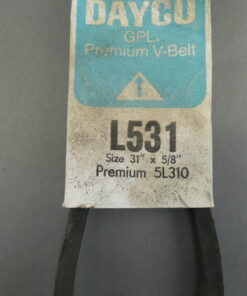 DAYCO
GPL.
Premium V-Belt
L531
Size 31" x 5/8"
Premium 5L310